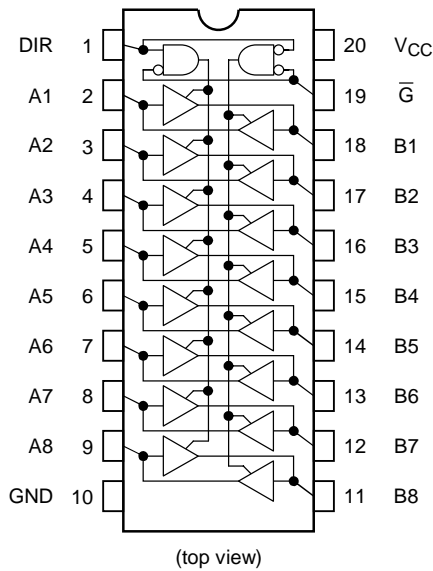 DIR 1 20 VCC
A1 2 19 G̅
A2 3 18 B1
A3 4 17 B2
A4 5 16 B3
A5 6 15 B4
A6 7 14 B5
A7 8 13 B6
A8 9 12 B7
GND 10 11 B8
(top view)